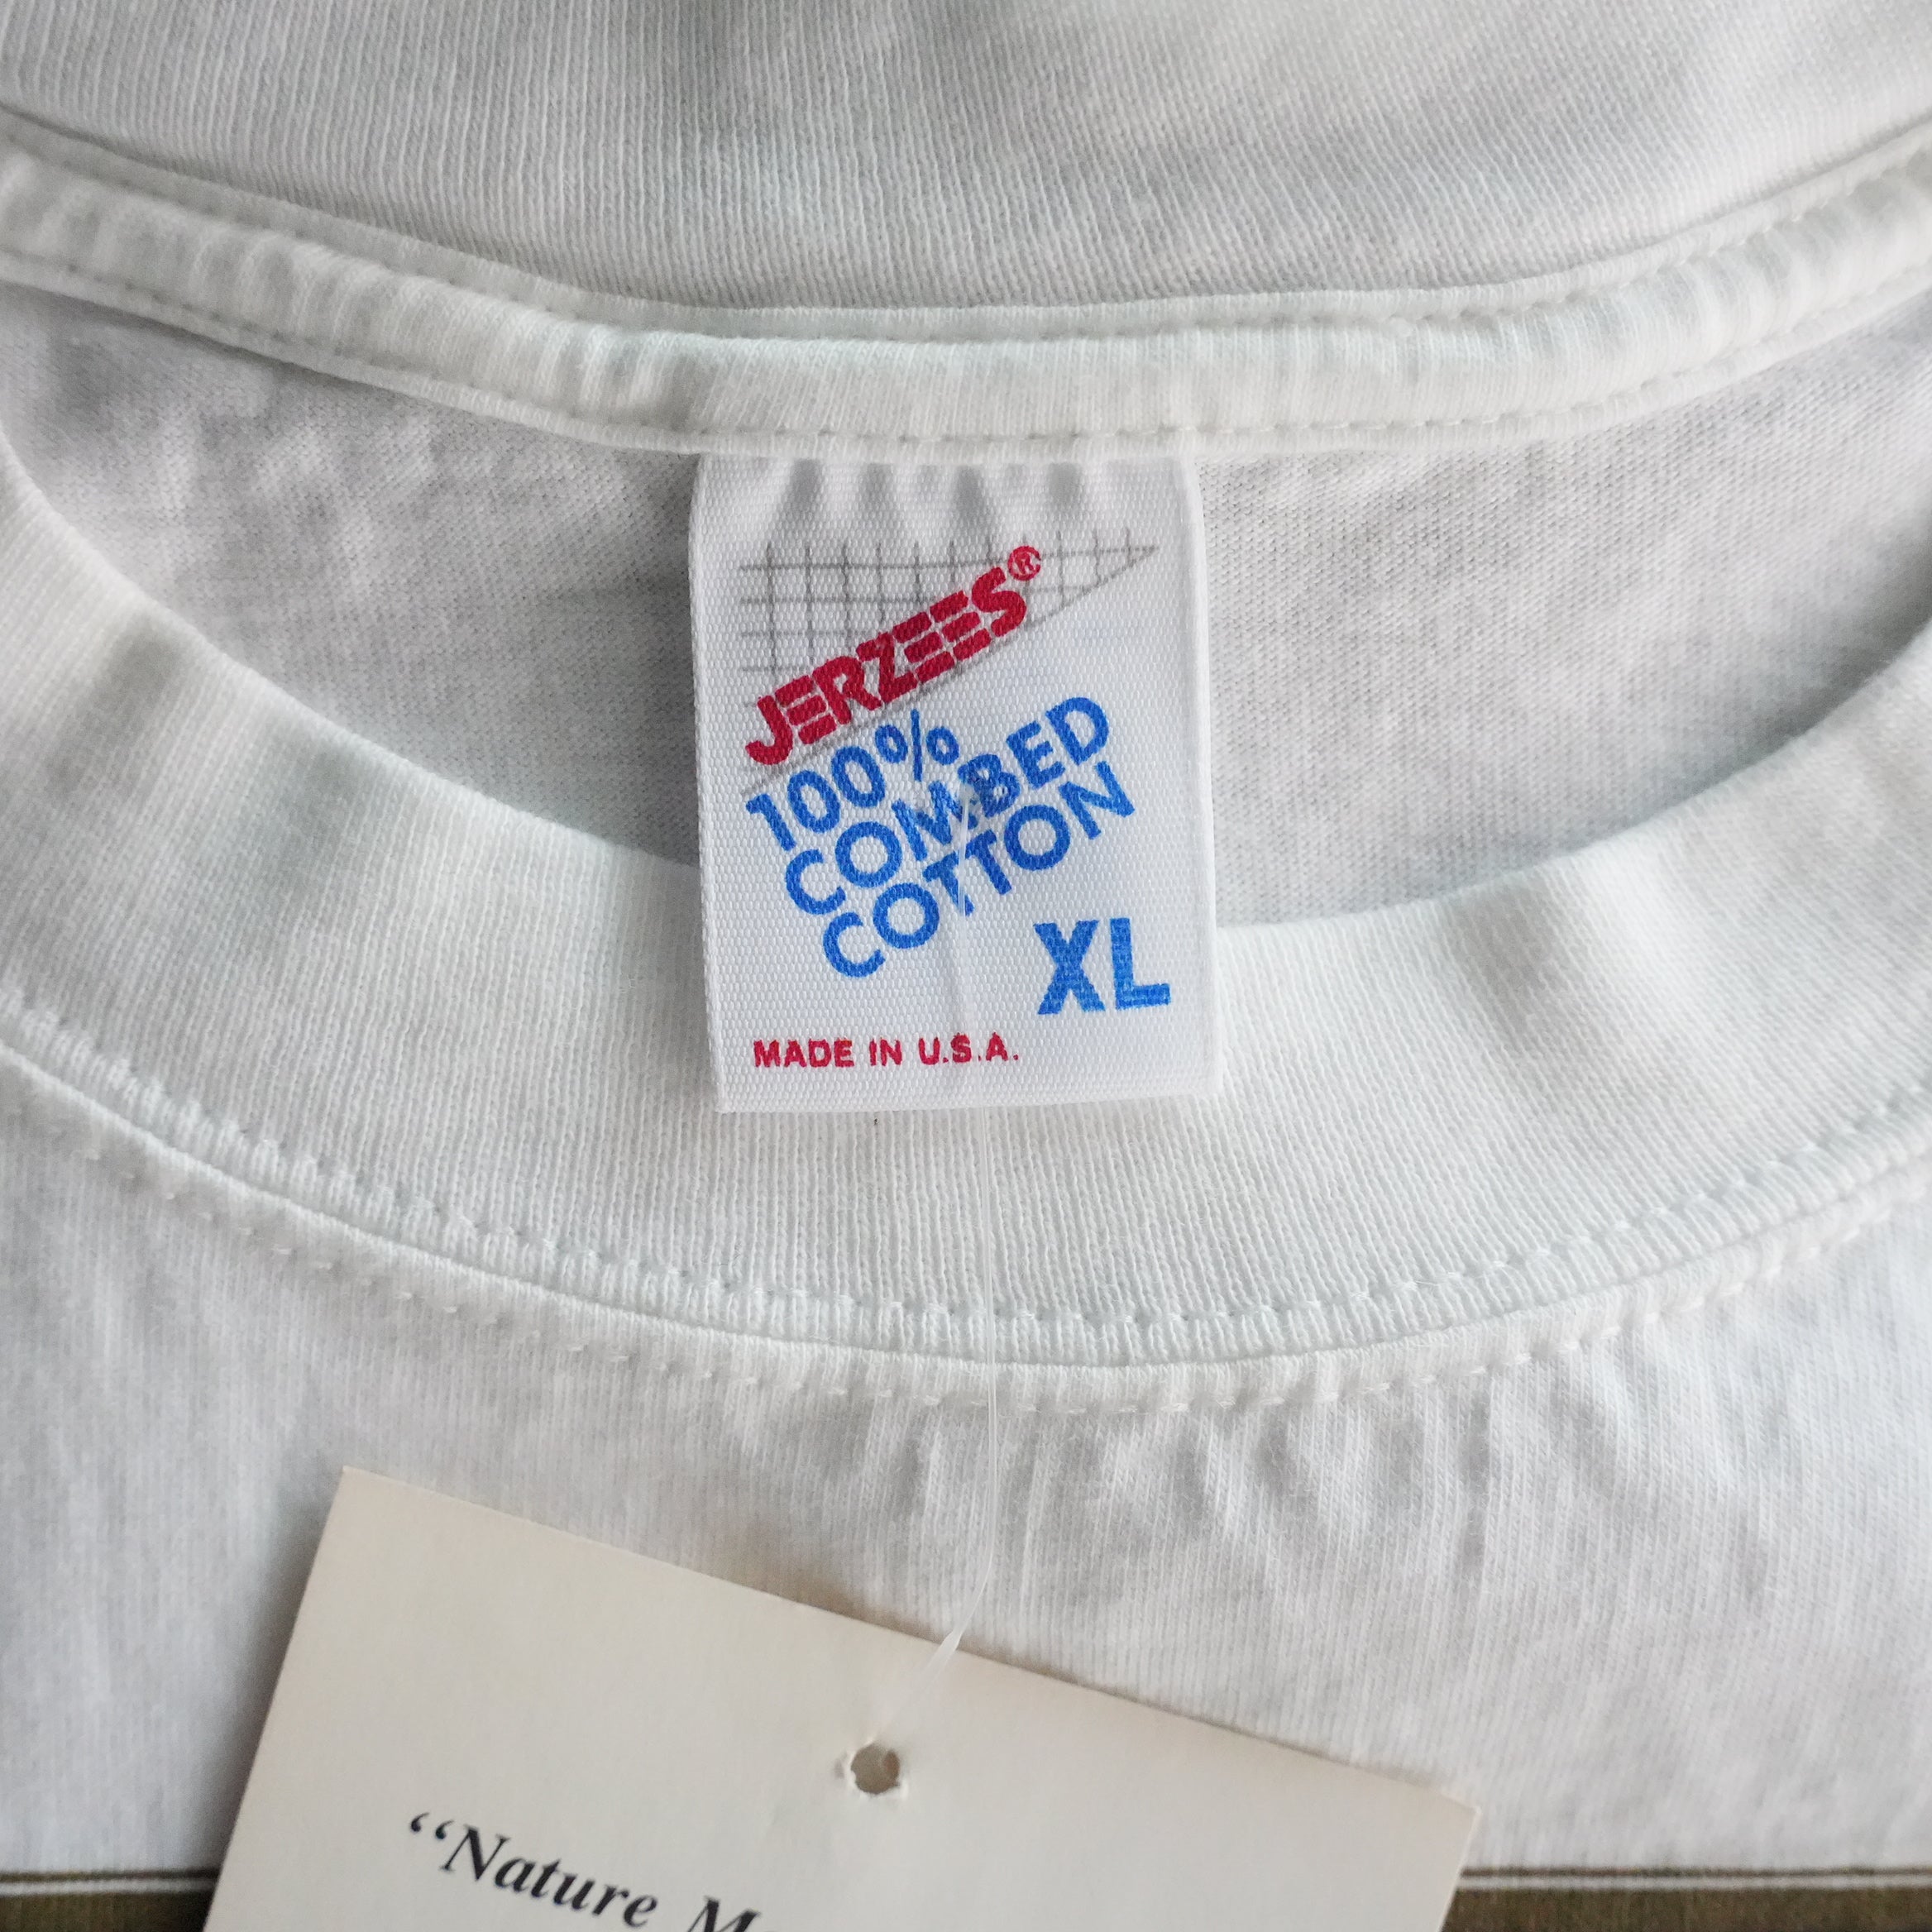 JERZEES®
100%
COMBED
COTTON
XL
MADE IN U.S.A.
“Nature